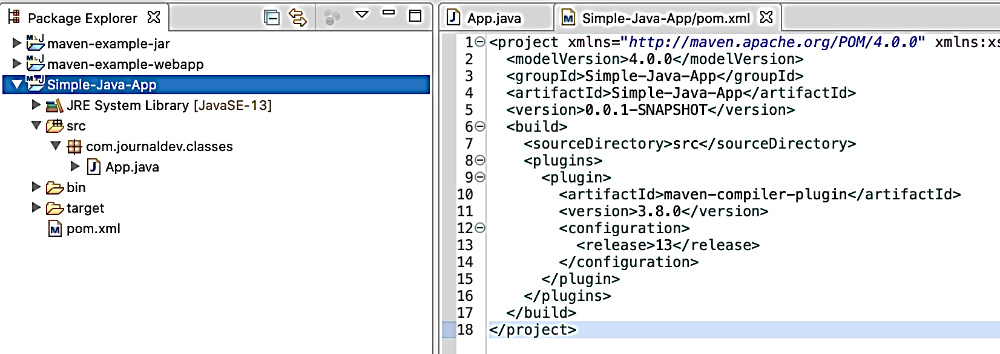 Package Explorer
maven-example-jar
maven-example-webapp
Simple-Java-App
JRE System Library [JavaSE-13]
src
com.journaldev.classes
App.java
bin
target
pom.xml
App.java
Simple-Java-App/pom.xml
1 <project xmlns="http://maven.apache.org/POM/4.0.0" xmlns:xs
2 <modelVersion>4.0.0</modelVersion>
3 <groupId>Simple-Java-App</groupId>
4 <artifactId>Simple-Java-App</artifactId>
5 <version>0.0.1-SNAPSHOT</version>
6 <build>
7 <sourceDirectory>src</sourceDirectory>
8 <plugins>
9 <plugin>
10 <artifactId>maven-compiler-plugin</artifactId>
11 <version>3.8.0</version>
12 <configuration>
13 <release>13</release>
14 </configuration>
15 </plugin>
16 </plugins>
17 </build>
18 </project>